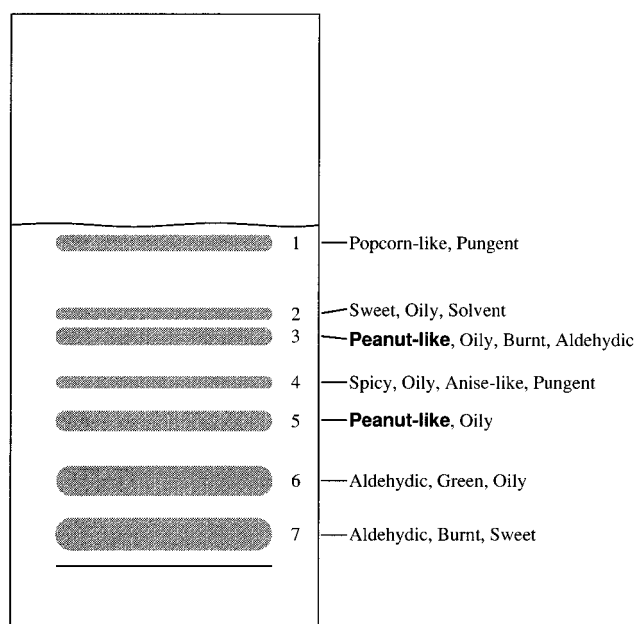 1 Popcorn-like, Pungent
2 Sweet, Oily, Solvent
3 Peanut-like, Oily, Burnt, Aldehydic
4 Spicy, Oily, Anise-like, Pungent
5 Peanut-like, Oily
6 Aldehydic, Green, Oily
7 Aldehydic, Burnt, Sweet